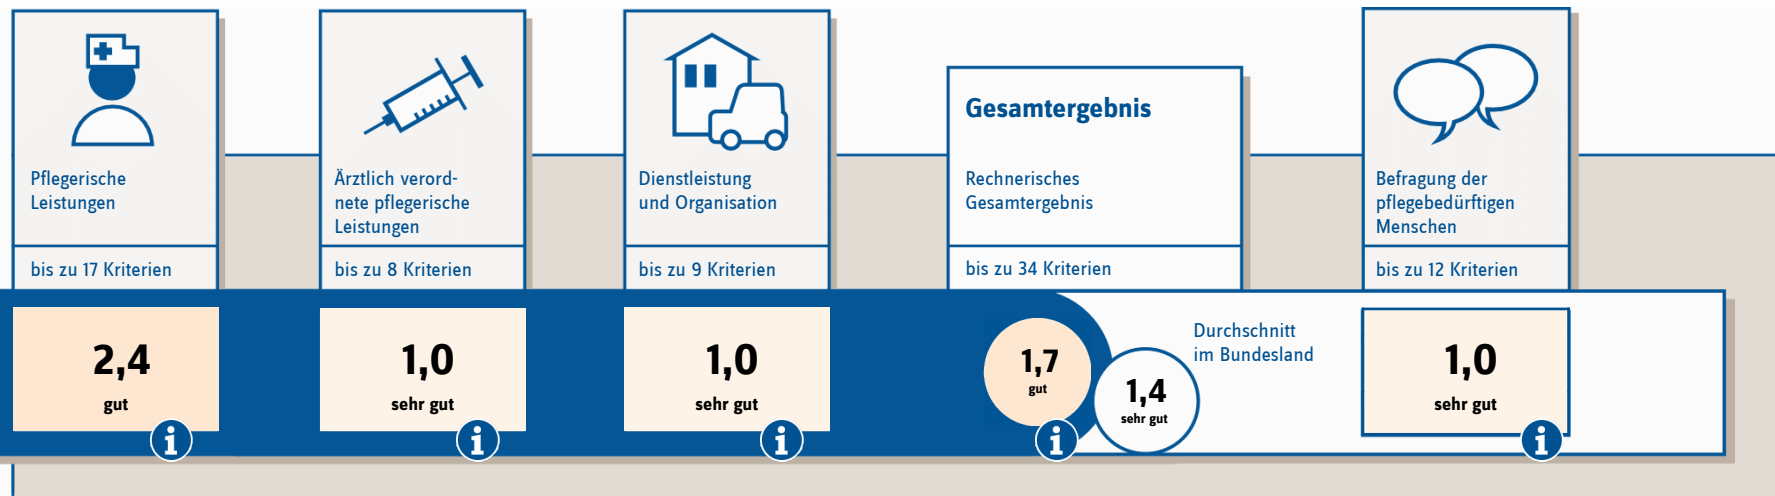 Pflegerische
Leistungen
bis zu 17 Kriterien
2,4
gut
i
Ärztlich verord-
nete pflegerische
Leistungen
bis zu 8 Kriterien
1,0
sehr gut
i
Dienstleistung
und Organisation
bis zu 9 Kriterien
1,0
sehr gut
i
Gesamtergebnis
Rechnerisches
Gesamtergebnis
bis zu 34 Kriterien
1,7
gut
i
1,4
sehr gut
Durchschnitt
im Bundesland
Befragung der
pflegebedürftigen
Menschen
bis zu 12 Kriterien
1,0
sehr gut
i